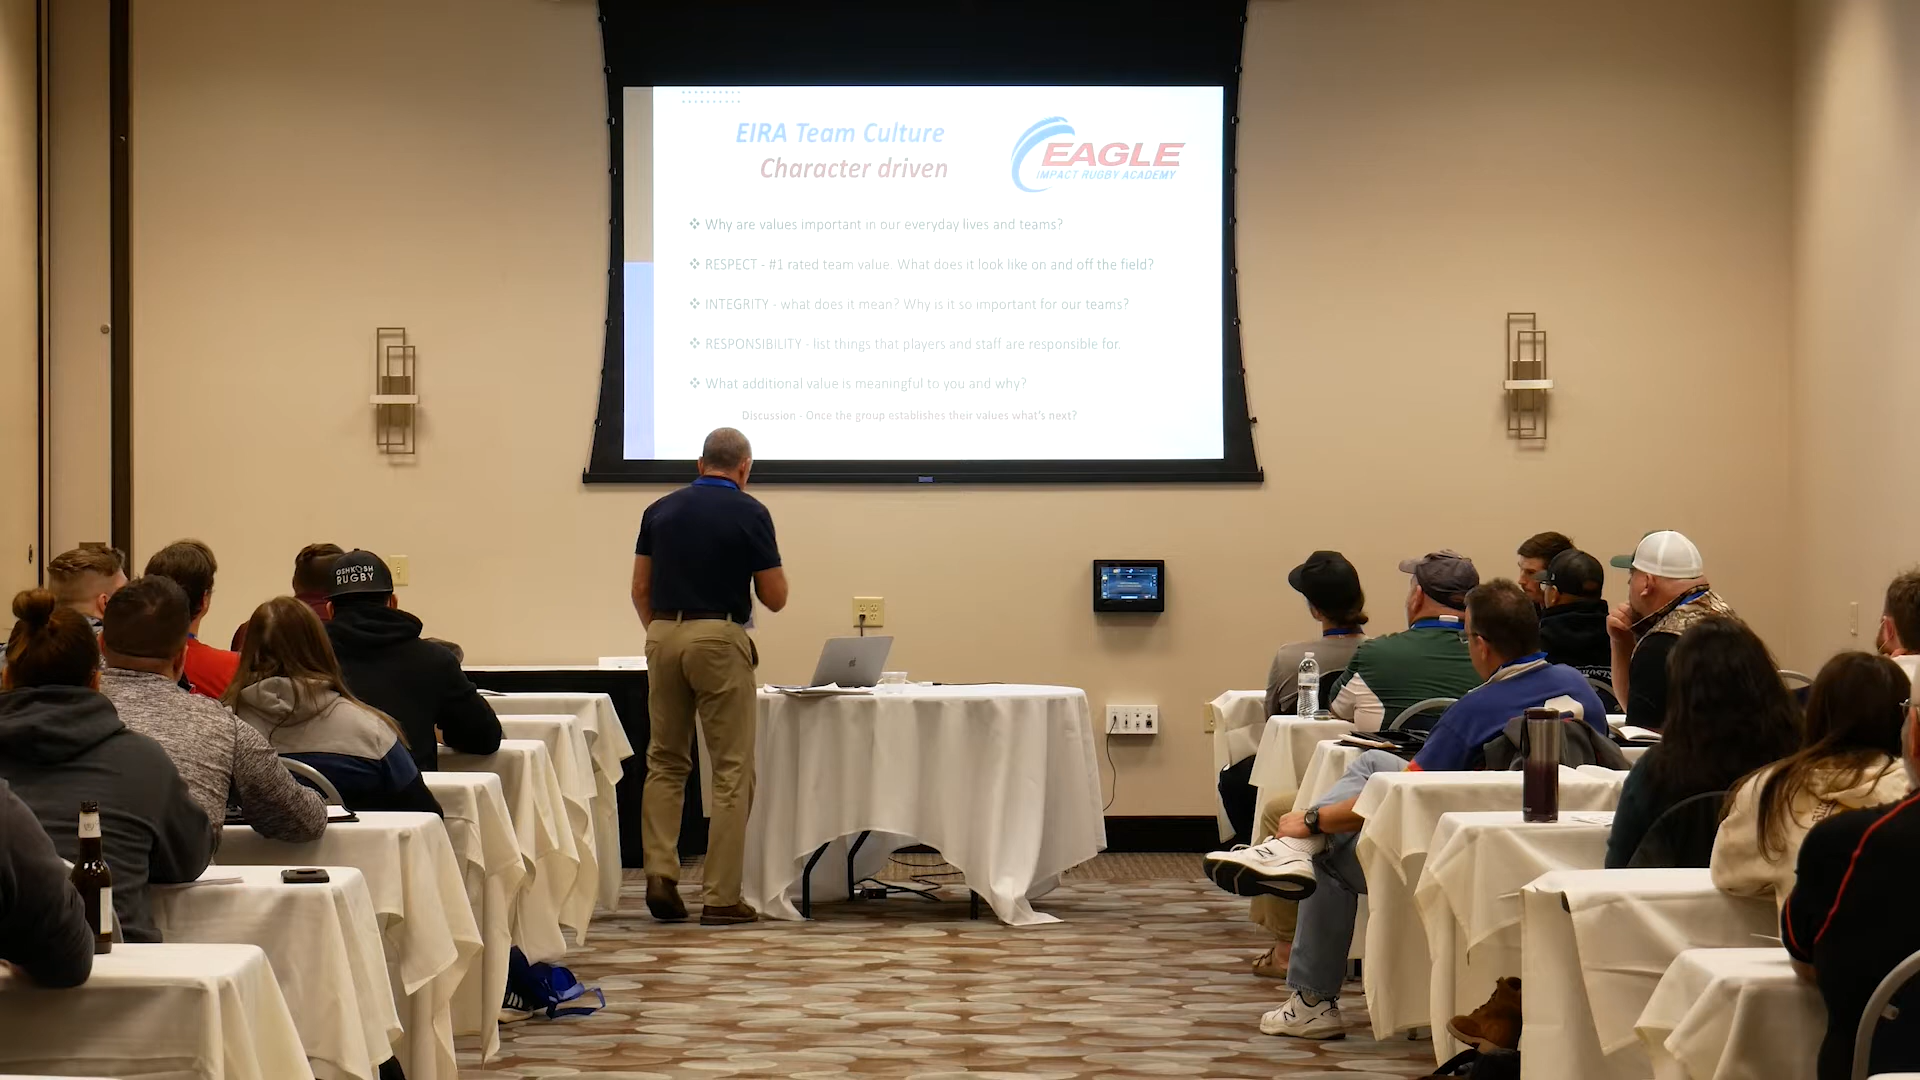 EIRA Team Culture
Character driven
EAGLE
IMPACT RUGBY ACADEMY
❖ Why are values important in our everyday lives and teams?
❖ RESPECT - #1 rated team value. What does it look like on and off the field?
❖ INTEGRITY - what does it mean? Why is it so important for our teams?
❖ RESPONSIBILITY - list things that players and staff are responsible for.
❖ What additional value is meaningful to you and why?
Discussion - Once the group establishes their values what's next?
OSHKOSH
RUGBY